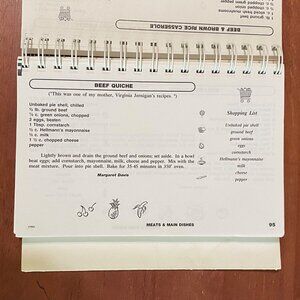 BEEF & BROWN RICE CASSEROLE
BEEF QUICHE
("This was one of my mother, Virginia Jarnigan's recipes.")
Unbaked pie shell, chilled
½ lb. ground beef
½ c. green onions, chopped
2 eggs, beaten
1 Tbsp. cornstarch
½ c. Hellmann's mayonnaise
½ c. milk
1 c. chopped cheese
pepper
Lightly brown and drain the ground beef and onions; set aside. In a bowl
beat eggs; add cornstarch, mayonnaise, milk, cheese and pepper. Mix with the
meat mixture. Pour into pie shell. Bake for 35-45 minutes in 350° oven.
Margaret Davis
Shopping List
Unbaked pie shell
ground beef
green onions
eggs
cornstarch
Hellmann's mayonnaise
milk
cheese
pepper
MEATS & MAIN DISHES
95